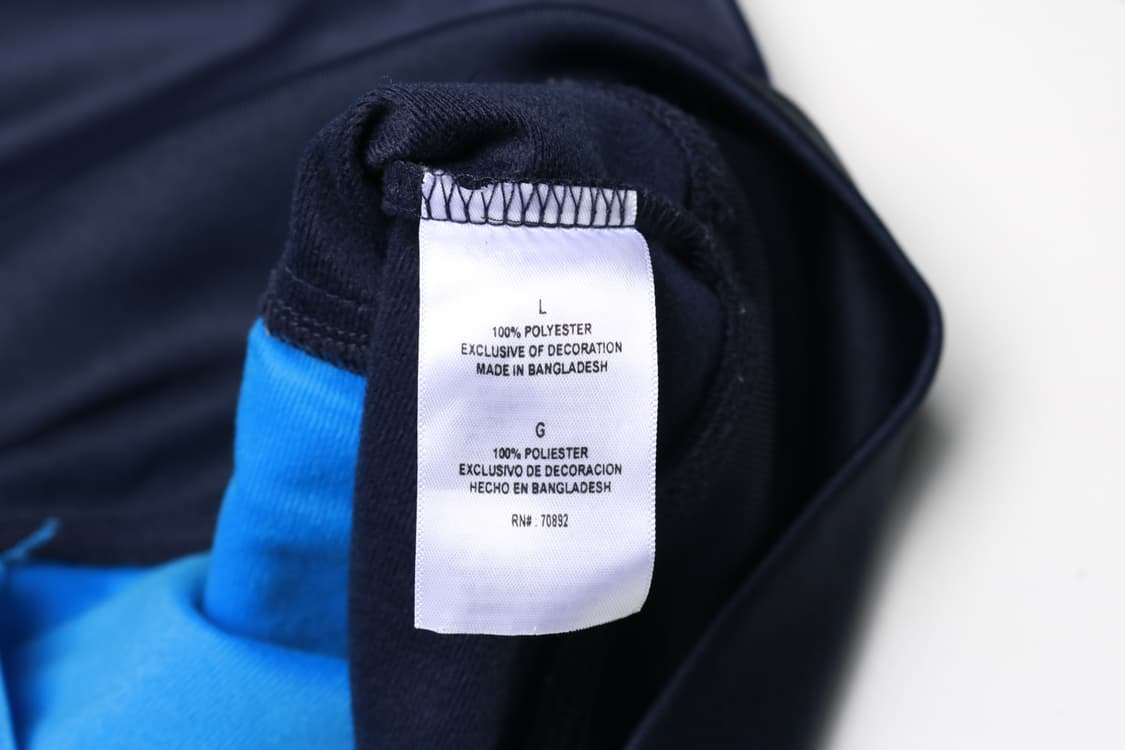 L
100% POLYESTER
EXCLUSIVE OF DECORATION
MADE IN BANGLADESH
G
100% POLIESTER
EXCLUSIVO DE DECORACION
HECHO EN BANGLADESH
RN# : 70892